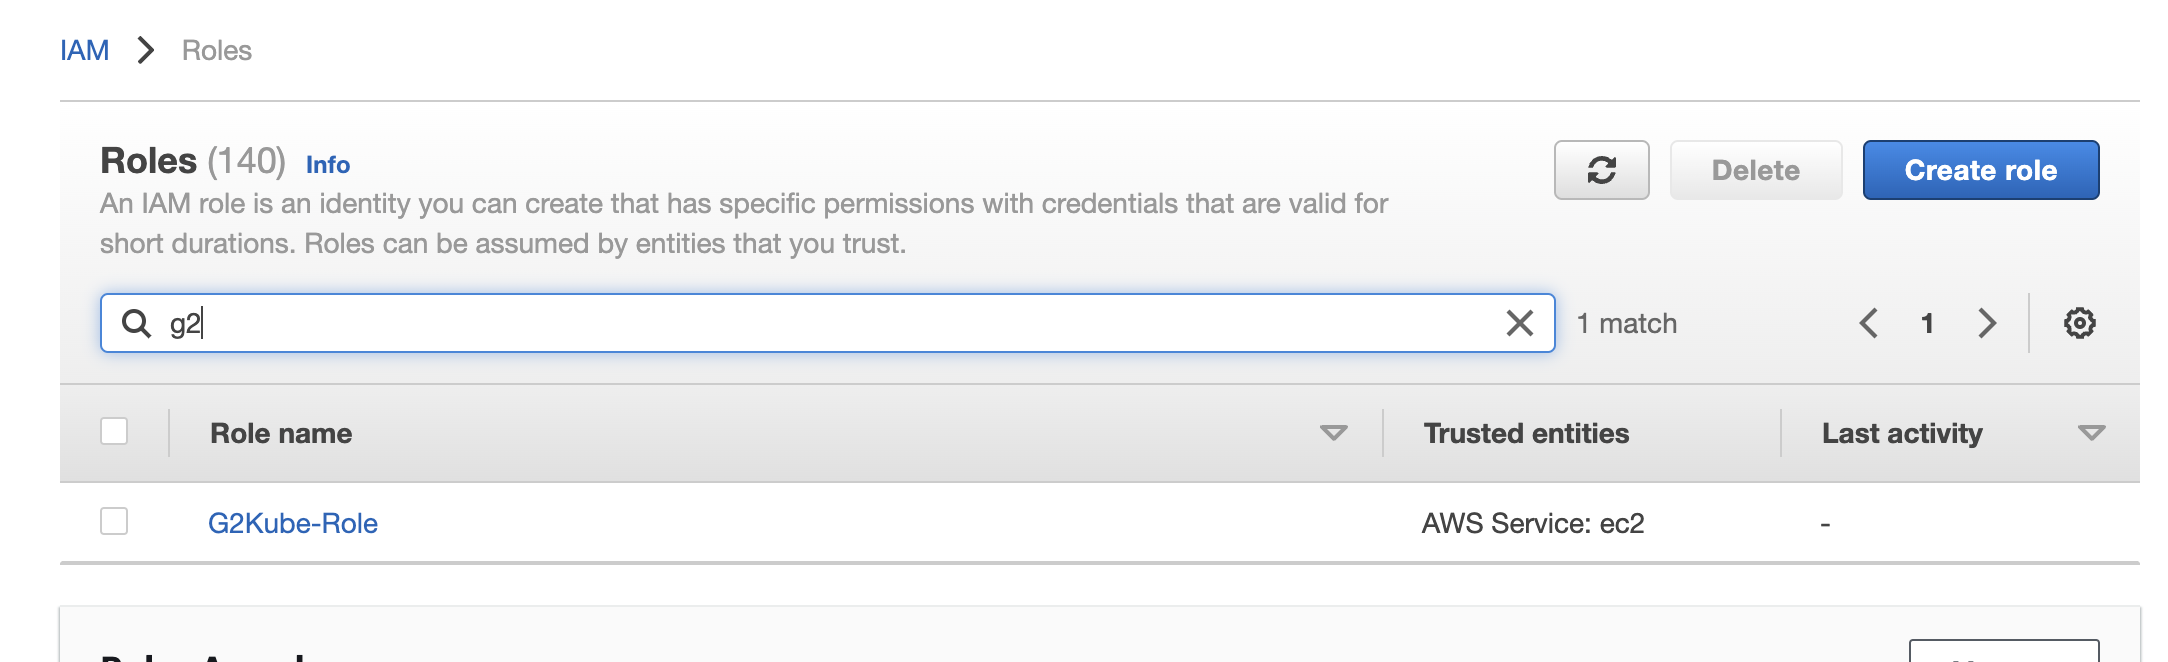 IAM > Roles
Roles (140) Info
An IAM role is an identity you can create that has specific permissions with credentials that are valid for
short durations. Roles can be assumed by entities that you trust.
Delete
Create role
g2
1 match
1
Role name
Trusted entities
Last activity
G2Kube-Role
AWS Service: ec2
-